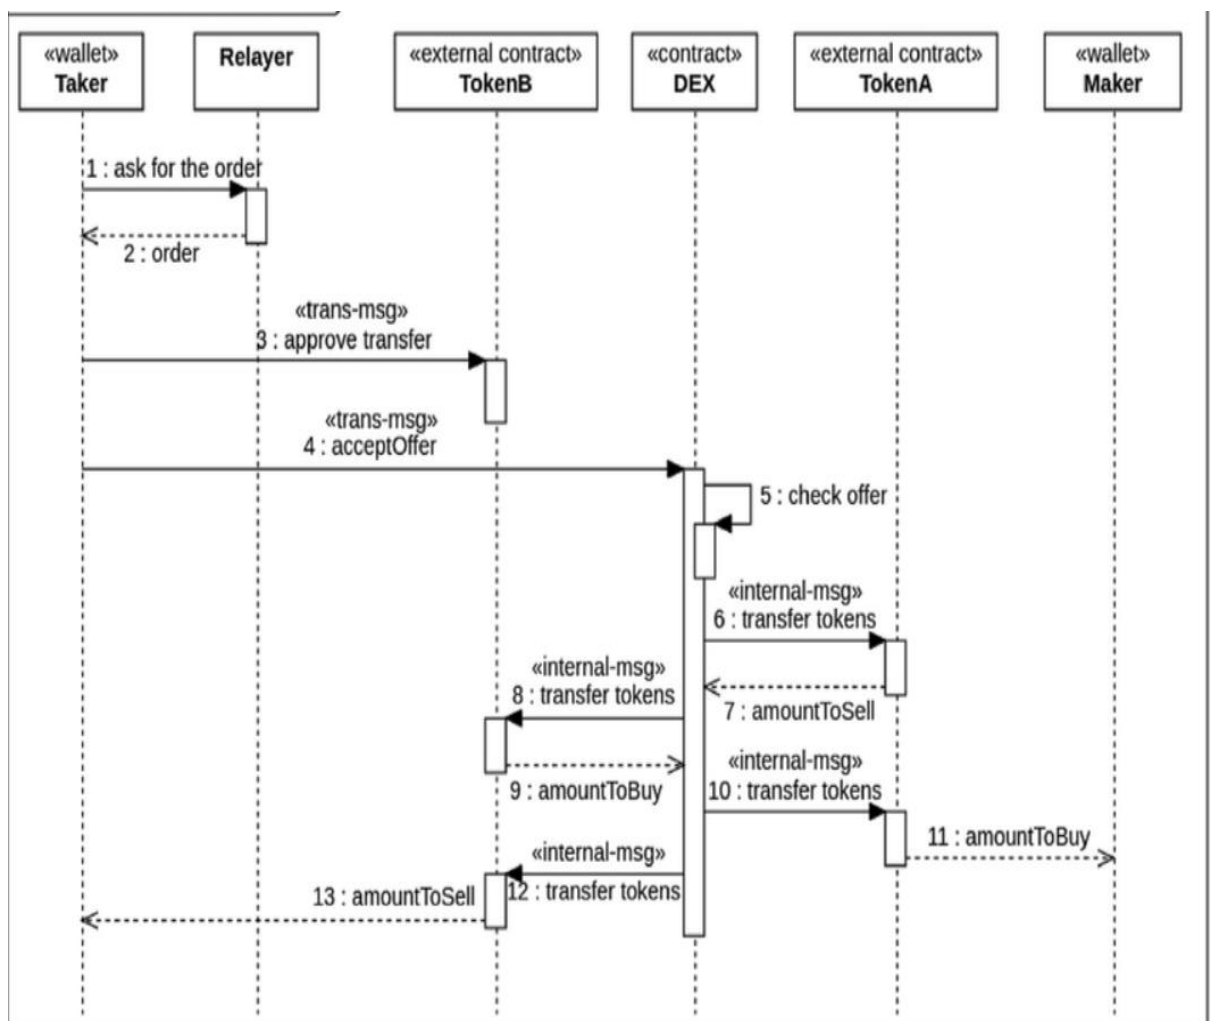 «wallet»
Taker
Relayer
«external contract»
TokenB
«contract»
DEX
«external contract»
TokenA
«wallet»
Maker
1 : ask for the order
2 : order
«trans-msg»
3 : approve transfer
«trans-msg»
4 : acceptOffer
5 : check offer
«internal-msg»
6 : transfer tokens
7 : amountToSell
«internal-msg»
8 : transfer tokens
9 : amountToBuy
«internal-msg»
10 : transfer tokens
11 : amountToBuy
«internal-msg»
12 : transfer tokens
13 : amountToSell